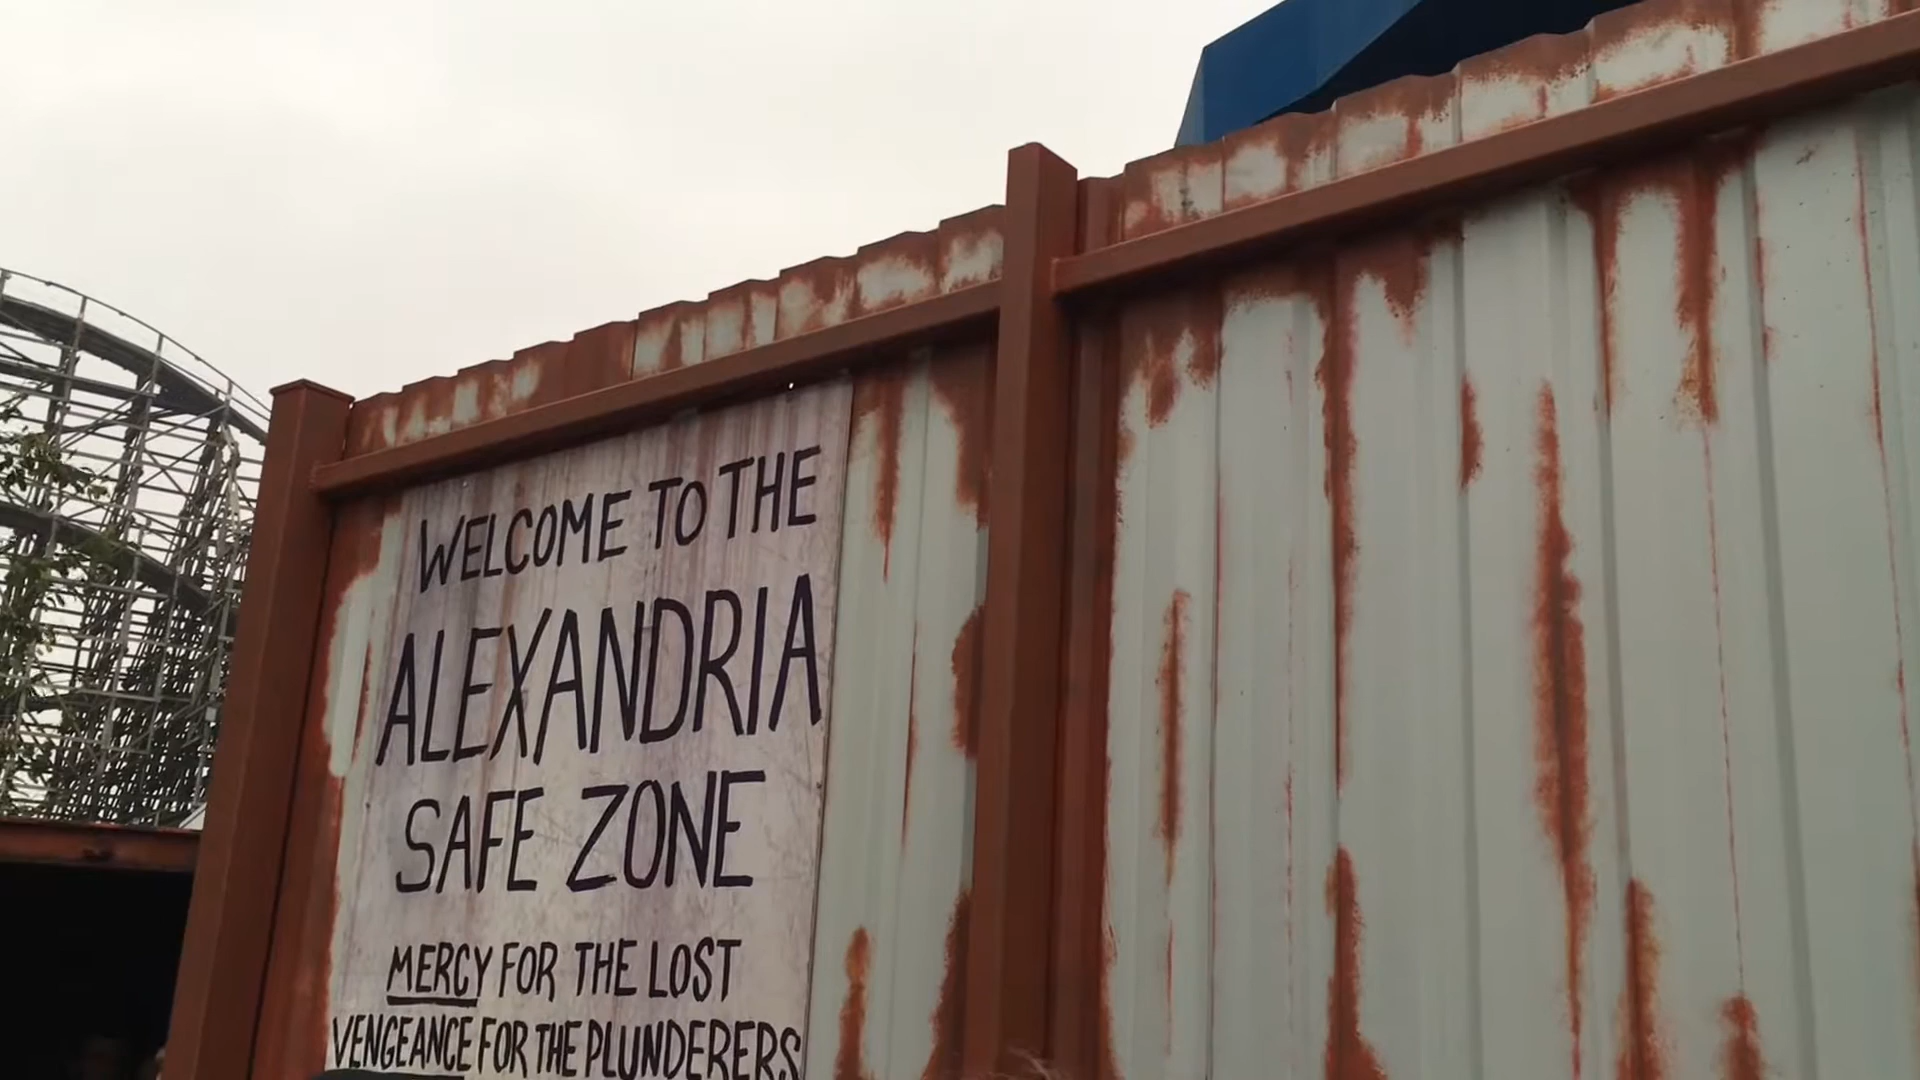 WELCOME TO THE
ALEXANDRIA
SAFE ZONE
MERCY FOR THE LOST
VENGEANCE FOR THE PLUNDERERS